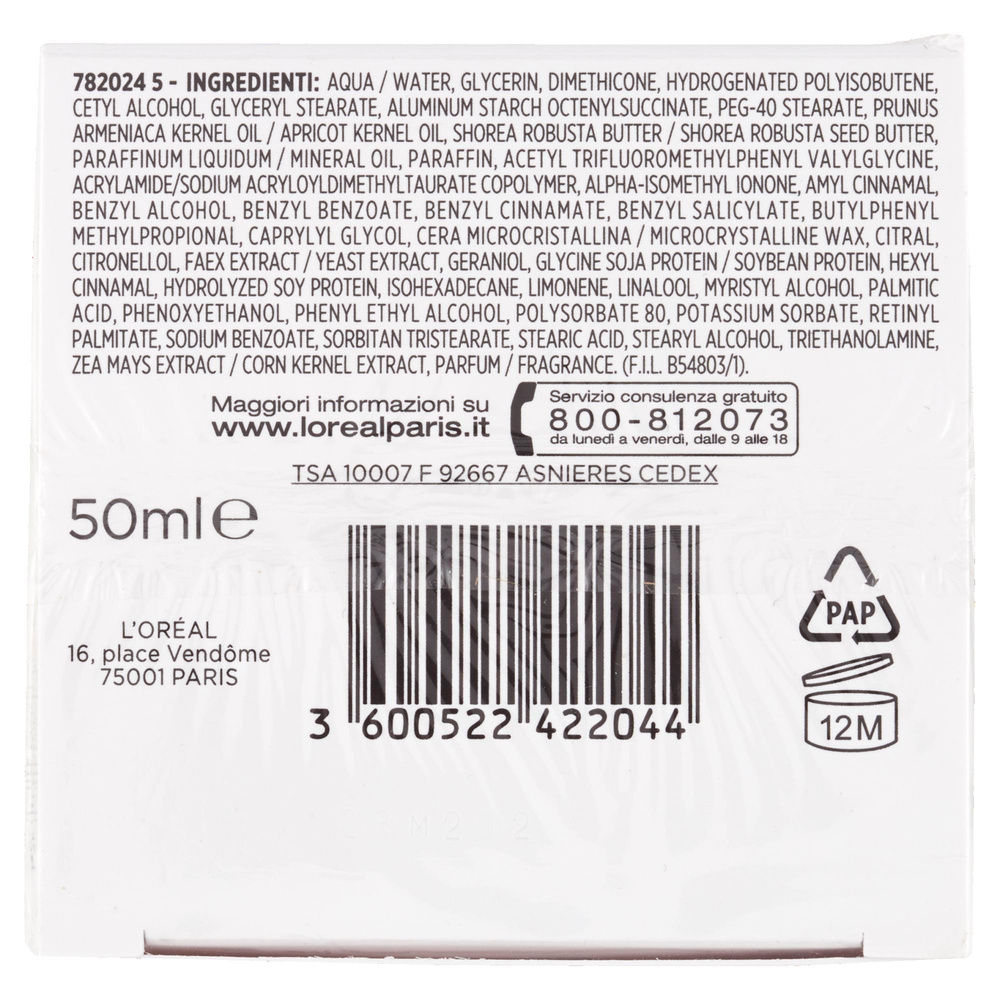 782024 5 - INGREDIENTI: AQUA / WATER, GLYCERIN, DIMETHICONE, HYDROGENATED POLYISOBUTENE,
CETYL ALCOHOL, GLYCERYL STEARATE, ALUMINUM STARCH OCTENYLSUCCINATE, PEG-40 STEARATE, PRUNUS
ARMENIACA KERNEL OIL / APRICOT KERNEL OIL, SHOREA ROBUSTA BUTTER / SHOREA ROBUSTA SEED BUTTER,
PARAFFINUM LIQUIDUM / MINERAL OIL, PARAFFIN, ACETYL TRIFLUOROMETHYLPHENYL VALYLGLYCINE,
ACRYLAMIDE/SODIUM ACRYLOYLDIMETHYLTAURATE COPOLYMER, ALPHA-ISOMETHYL IONONE, AMYL CINNAMAL,
BENZYL ALCOHOL, BENZYL BENZOATE, BENZYL CINNAMATE, BENZYL SALICYLATE, BUTYLPHENYL
METHYLPROPIONAL, CAPRYLYL GLYCOL, CERA MICROCRISTALLINA / MICROCRYSTALLINE WAX, CITRAL,
CITRONELLOL, FAEX EXTRACT / YEAST EXTRACT, GERANIOL, GLYCINE SOJA PROTEIN / SOYBEAN PROTEIN, HEXYL
CINNAMAL, HYDROLYZED SOY PROTEIN, ISOHEXADECANE, LIMONENE, LINALOOL, MYRISTYL ALCOHOL, PALMITIC
ACID, PHENOXYETHANOL, PHENYL ETHYL ALCOHOL, POLYSORBATE 80, POTASSIUM SORBATE, RETINYL
PALMITATE, SODIUM BENZOATE, SORBITAN TRISTEARATE, STEARIC ACID, STEARYL ALCOHOL, TRIETHANOLAMINE,
ZEA MAYS EXTRACT / CORN KERNEL EXTRACT, PARFUM / FRAGRANCE. (F.I.L. B54803/1).
Maggiori informazioni su
www.lorealparis.it
Servizio consulenza gratuito
800-812073
da lunedì a venerdì, dalle 9 alle 18
TSA 10007 F 92667 ASNIERES CEDEX
50ml e
L'ORÉAL
16, place Vendôme
75001 PARIS
3 600522 422044
PAP
12M